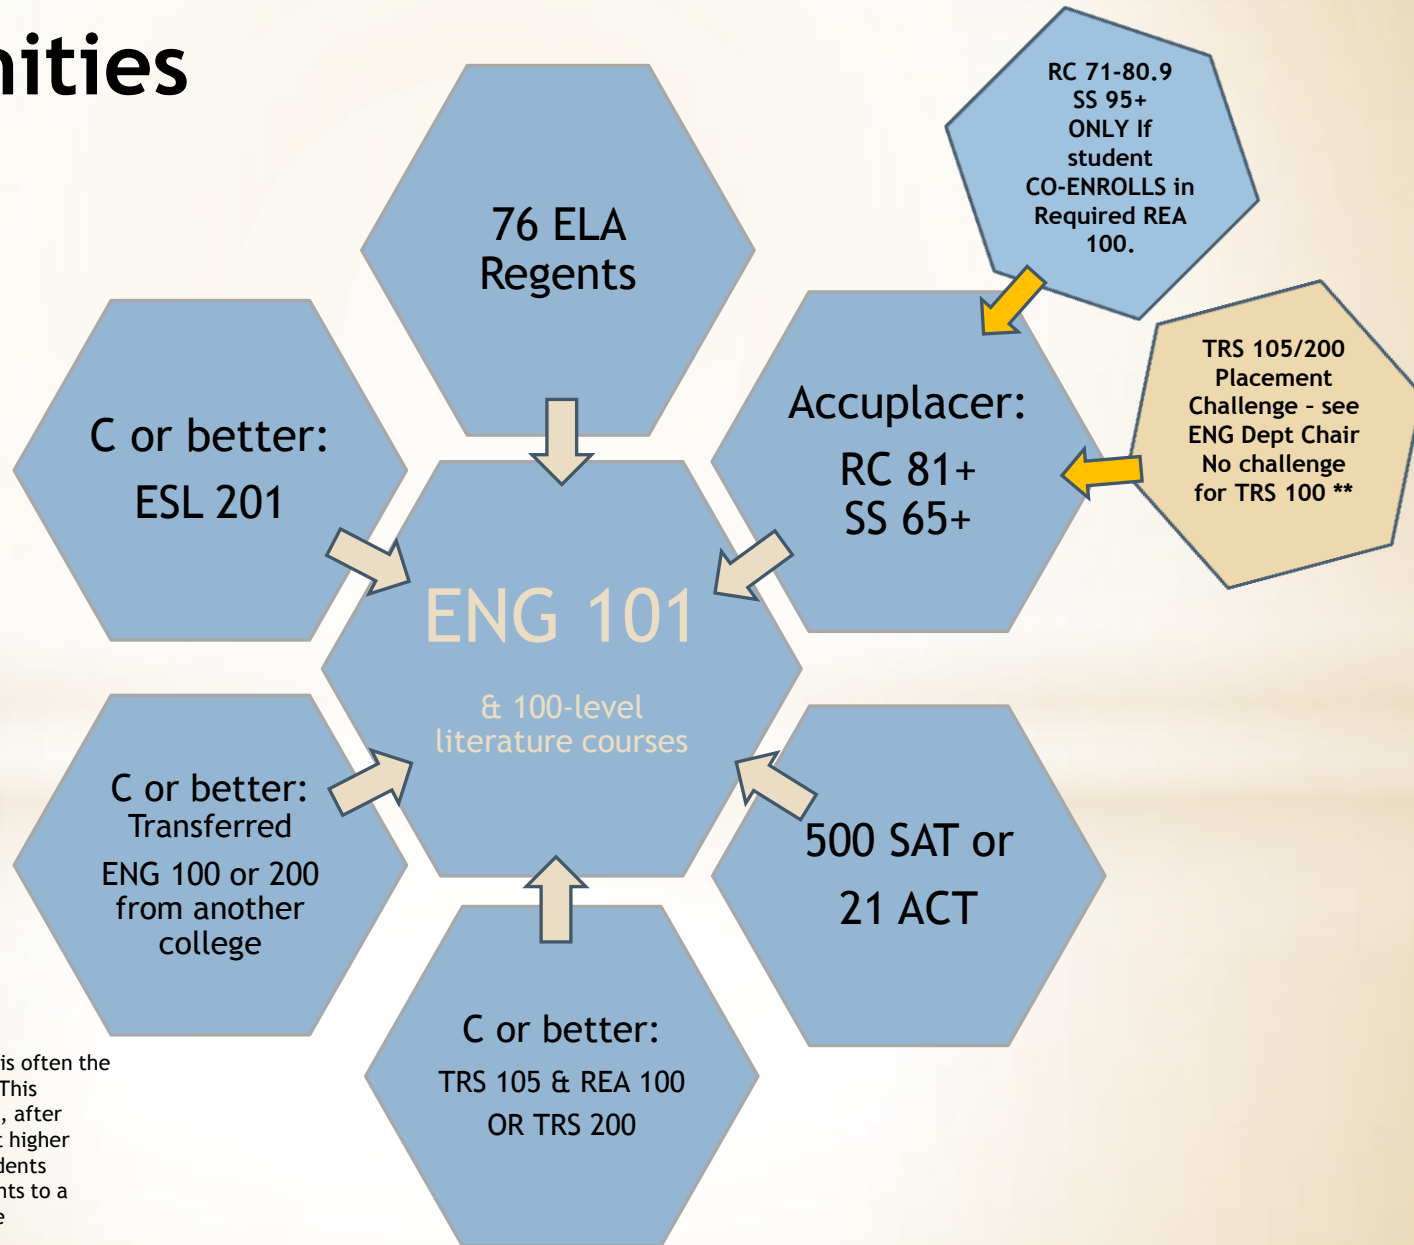 nities
RC 71-80.9
SS 95+
ONLY If
student
CO-ENROLLS in
Required REA
100.
76 ELA
Regents
TRS 105/200
Placement
Challenge - see
ENG Dept Chair
No challenge
for TRS 100 **
Accuplacer:
RC 81+
SS 65+
C or better:
ESL 201
ENG 101
& 100-level
literature courses
C or better:
Transferred
ENG 100 or 200
from another
college
500 SAT or
21 ACT
C or better:
TRS 105 & REA 100
OR TRS 200
is often the
This
, after
higher
dents
nts to a